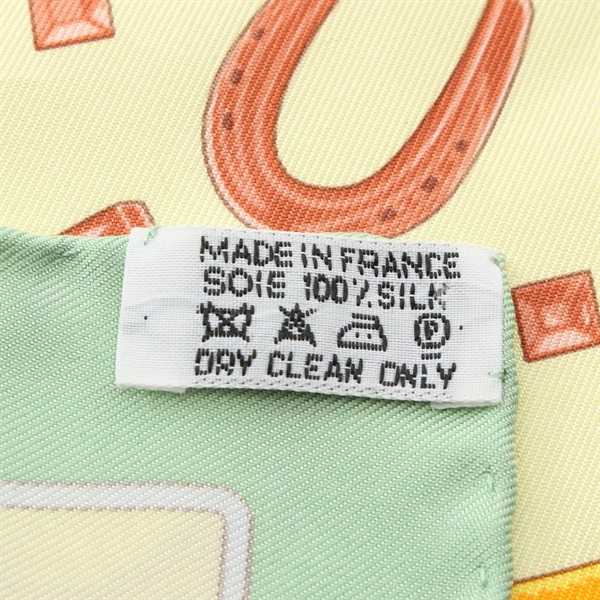 MADE IN FRANCE
SOIE 100% SILK
P
DRY CLEAN ONLY